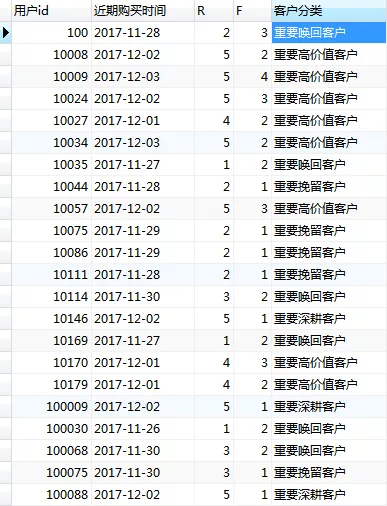 用户id 近期购买时间 R F 客户分类
100 2017-11-28 2 3 重要唤回客户
10008 2017-12-02 5 2 重要高价值客户
10009 2017-12-03 5 4 重要高价值客户
10024 2017-12-02 5 3 重要高价值客户
10027 2017-12-01 4 2 重要高价值客户
10034 2017-12-03 5 2 重要高价值客户
10035 2017-11-27 1 2 重要唤回客户
10044 2017-11-28 2 1 重要挽留客户
10057 2017-12-02 5 3 重要高价值客户
10075 2017-11-29 2 1 重要挽留客户
10086 2017-11-29 2 1 重要挽留客户
10111 2017-11-28 2 1 重要挽留客户
10114 2017-11-30 3 2 重要唤回客户
10146 2017-12-02 5 1 重要深耕客户
10169 2017-11-27 1 2 重要唤回客户
10170 2017-12-01 4 3 重要高价值客户
10179 2017-12-01 4 2 重要高价值客户
100009 2017-12-02 5 1 重要深耕客户
100030 2017-11-26 1 2 重要唤回客户
100068 2017-11-30 3 2 重要唤回客户
100075 2017-11-30 3 1 重要挽留客户
100088 2017-12-02 5 1 重要深耕客户